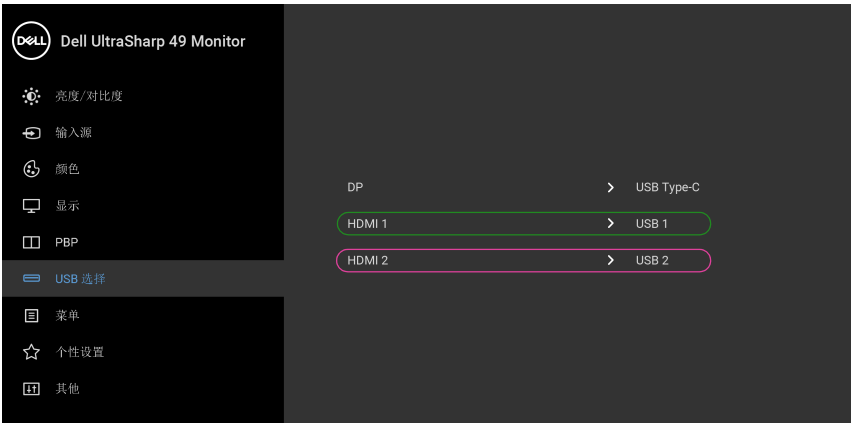 DELL
Dell UltraSharp 49 Monitor
亮度/对比度
输入源
颜色
显示
PBP
USB 选择
菜单
个性设置
其他
DP USB Type-C
HDMI 1 USB 1
HDMI 2 USB 2